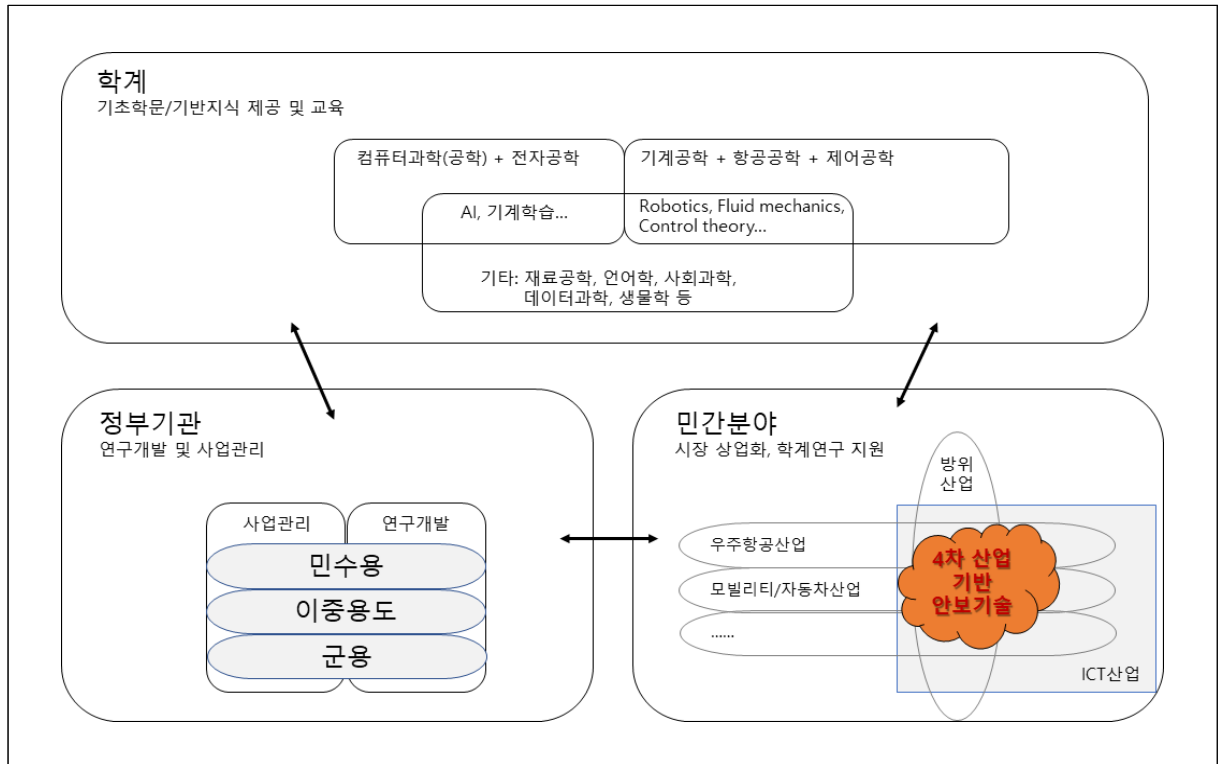 학계
기초학문/기반지식 제공 및 교육
컴퓨터과학(공학) + 전자공학
기계공학 + 항공공학 + 제어공학
AI, 기계학습...
Robotics, Fluid mechanics,
Control theory...
기타: 재료공학, 언어학, 사회과학,
데이터과학, 생물학 등
정부기관
연구개발 및 사업관리
사업관리
연구개발
민수용
이중용도
군용
민간분야
시장 상업화, 학계연구 지원
방위
산업
우주항공산업
모빌리티/자동차산업
......
4차 산업
기반
안보기술
ICT산업